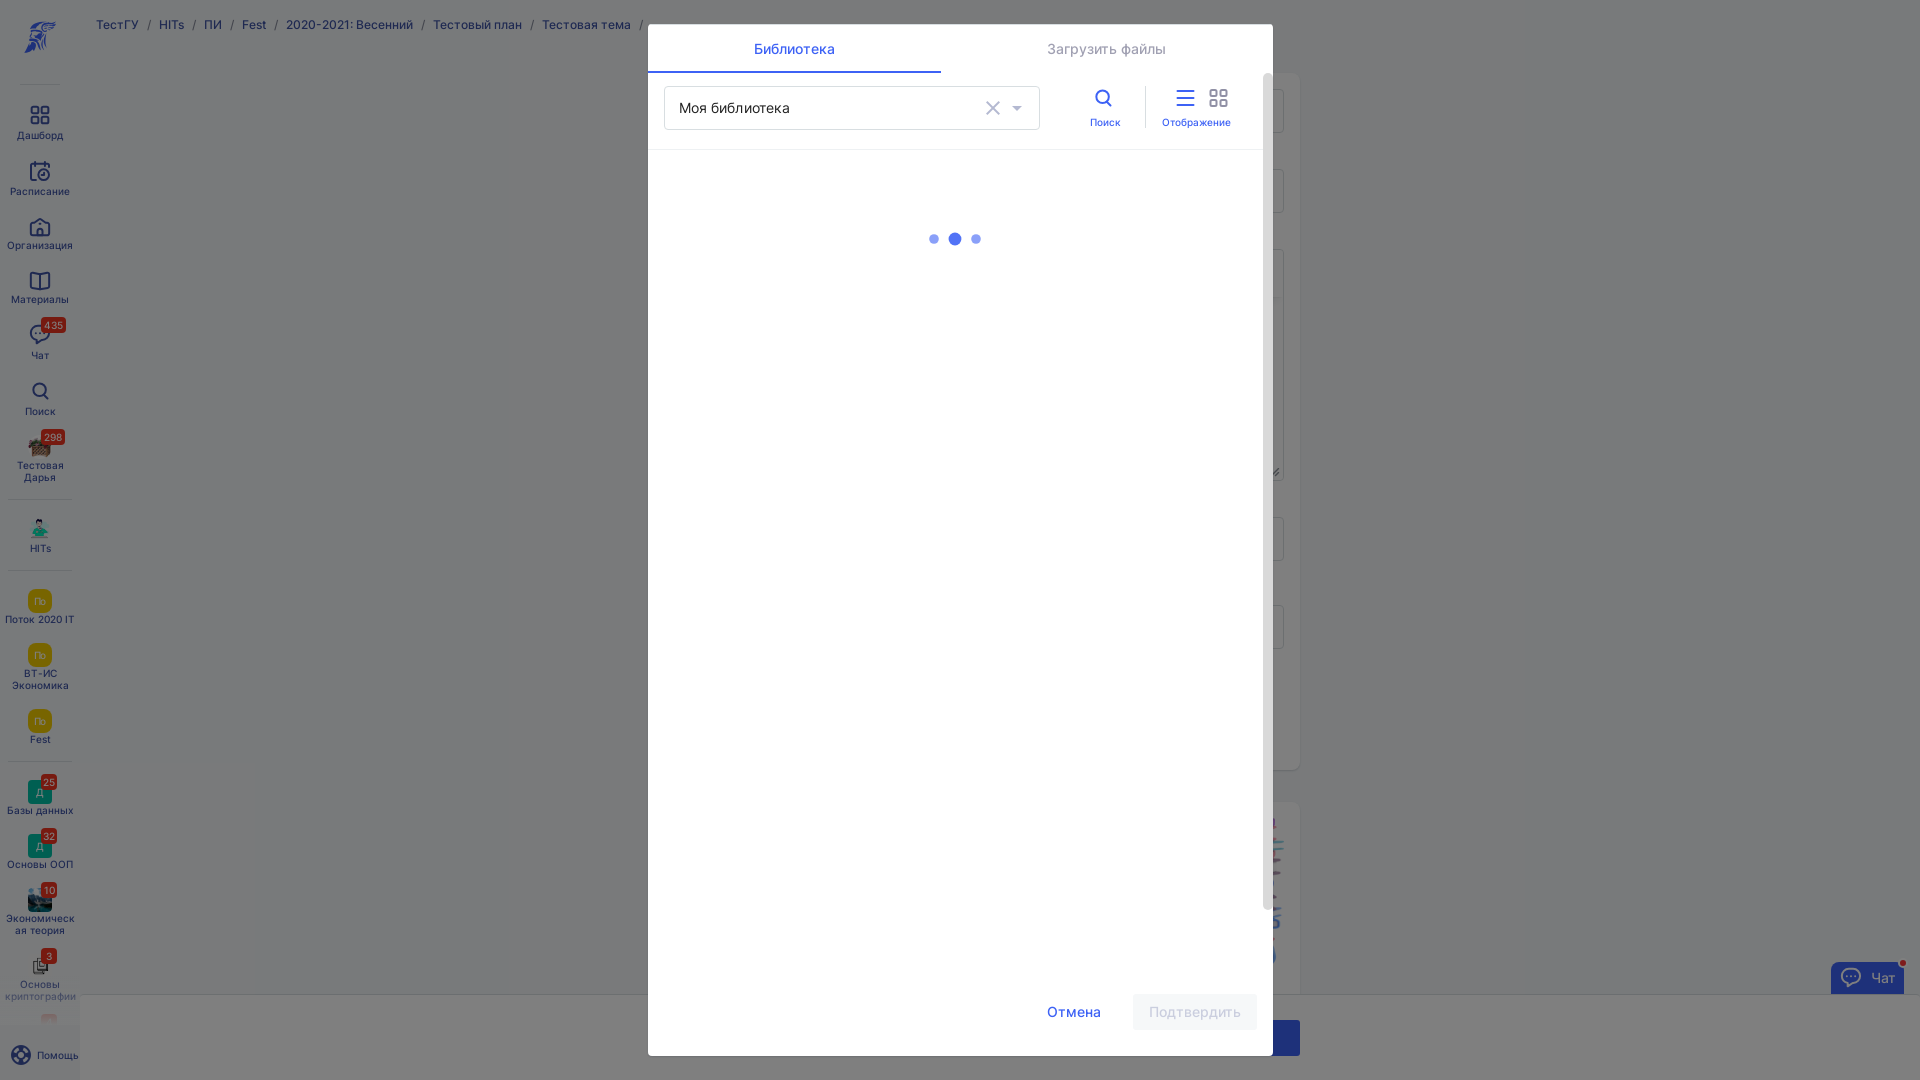 ТестГУ / HITs / ПИ / Fest / 2020-2021: Весенний / Тестовый план / Тестовая тема /
Дашборд
Расписание
Организация
Материалы
435
Чат
Поиск
298
Тестовая
Дарья
HITs
По
Поток 2020 IT
По
ВТ-ИС
Экономика
По
Fest
25
Д
Базы данных
32
Д
Основы ООП
10
Экономическ
ая теория
3
Основы
криптографии
Помощь
Библиотека
Загрузить файлы
Моя библиотека
Поиск
Отображение
Отмена
Подтвердить
Чат